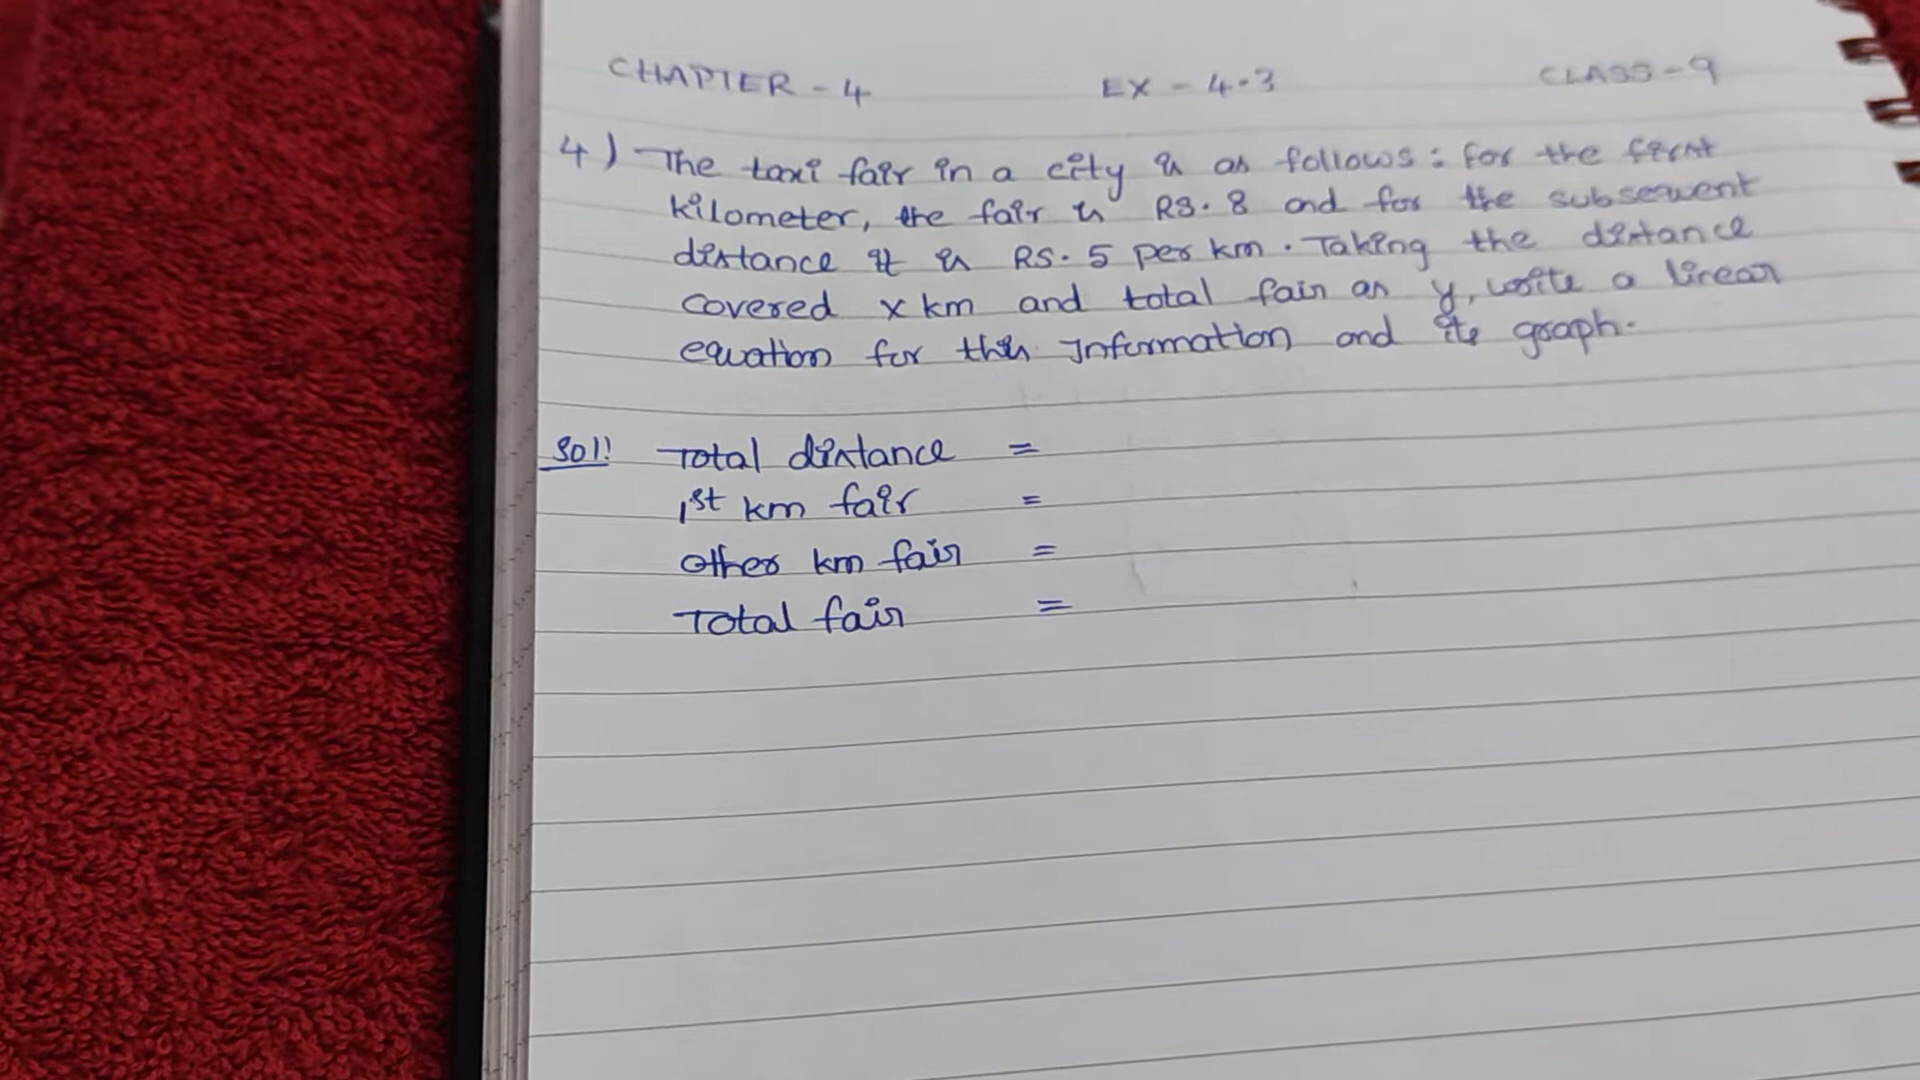 CHAPTER - 4 EX - 4.3 CLASS - 9
4) The taxi fair in a city is as follows: for the first
kilometer, the fair is RS. 8 and for the subsequent
distance it is RS. 5 per km. Taking the distance
covered x km and total fair as y, write a linear
equation for this Information and its graph.
Sol! Total distance =
1st km fair =
other km fair =
Total fair =